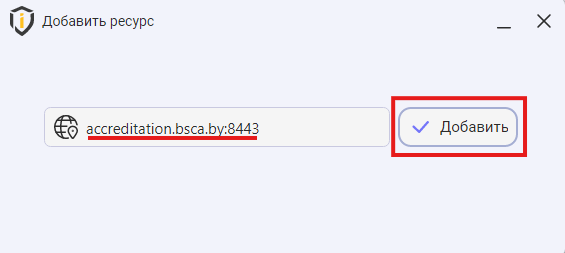 Добавить ресурс
accreditation.bsca.by:8443
Добавить